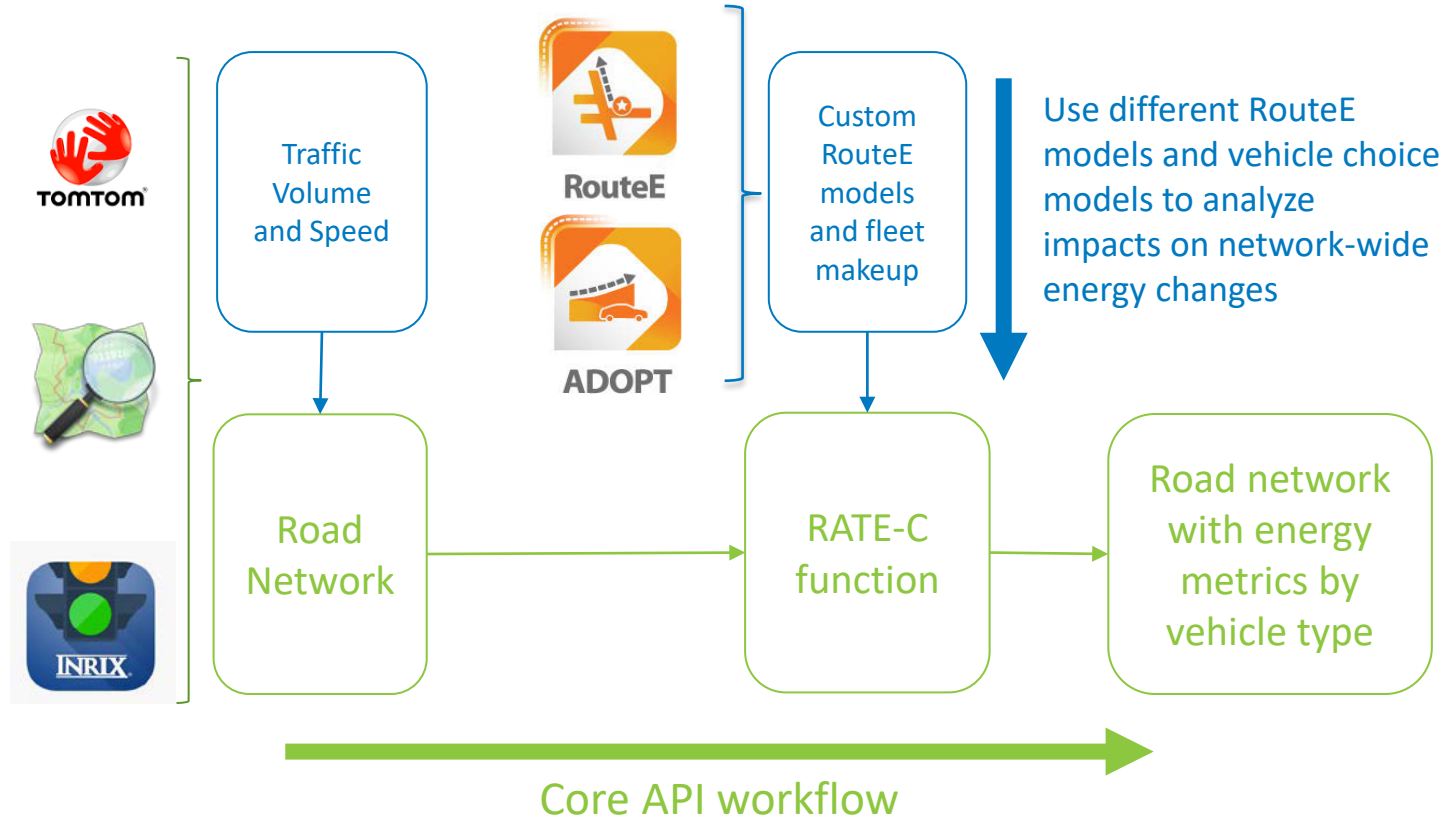 TOMTOM®
INRIX
Traffic
Volume
and Speed
RouteE
ADOPT
Custom
RouteE
models
and fleet
makeup
Use different RouteE
models and vehicle choice
models to analyze
impacts on network-wide
energy changes
Road
Network
RATE-C
function
Road network
with energy
metrics by
vehicle type
Core API workflow